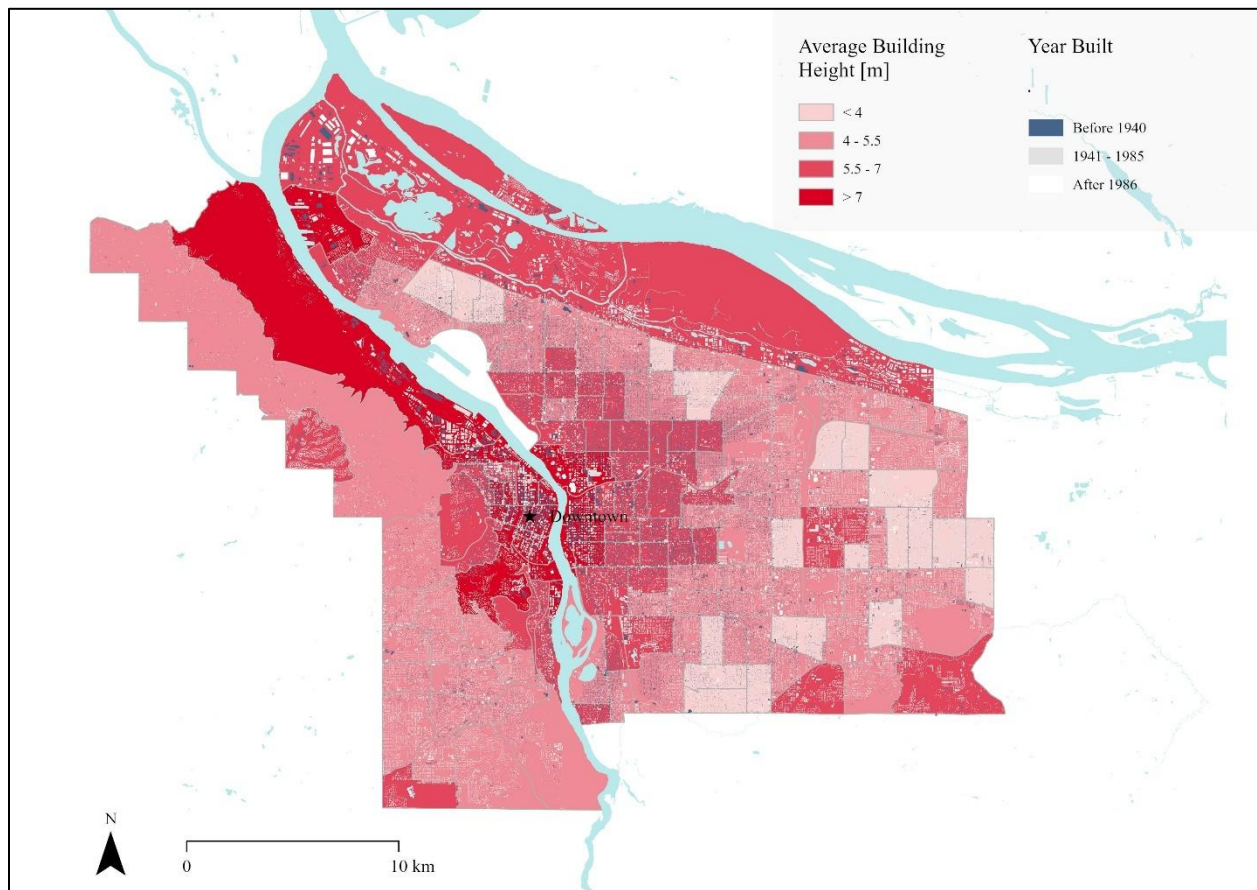 Average Building
Height [m]
< 4
4 - 5.5
5.5 - 7
> 7
Year Built
Before 1940
1941 - 1985
After 1986
Downtown
N
0
10 km